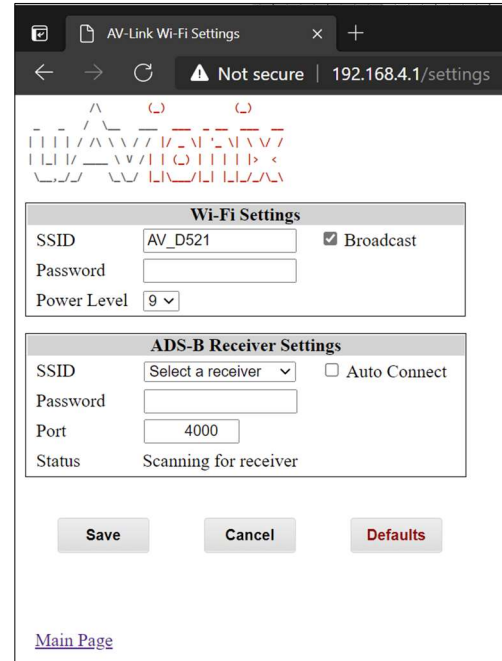 AV-Link Wi-Fi Settings
Not secure | 192.168.4.1/settings
Wi-Fi Settings
SSID AV_D521 Broadcast
Password
Power Level 9
ADS-B Receiver Settings
SSID Select a receiver Auto Connect
Password
Port 4000
Status Scanning for receiver
Save Cancel Defaults
Main Page